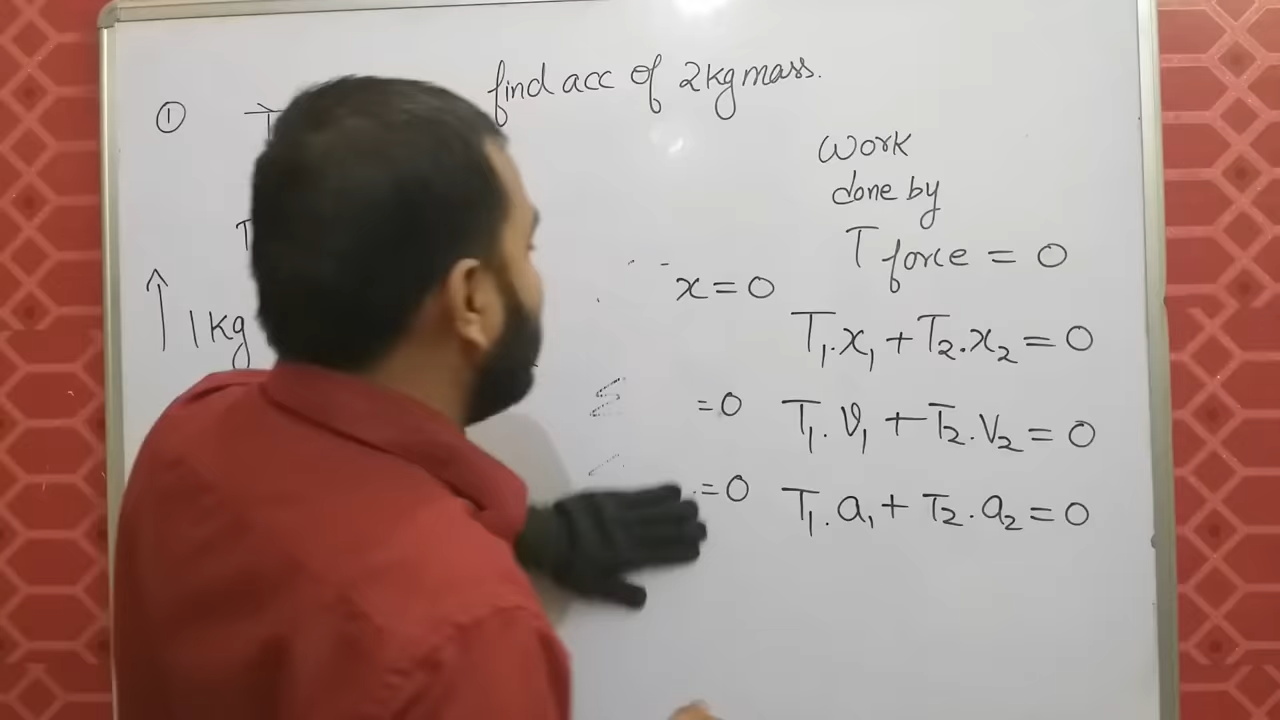 find acc of 2kg mass.
①
T
T
1kg
x=0
=0
=0
Work
done by
T force = 0
T₁.x₁ + T₂.x₂ = 0
T₁.v₁ + T₂.v₂ = 0
T₁.a₁ + T₂.a₂ = 0